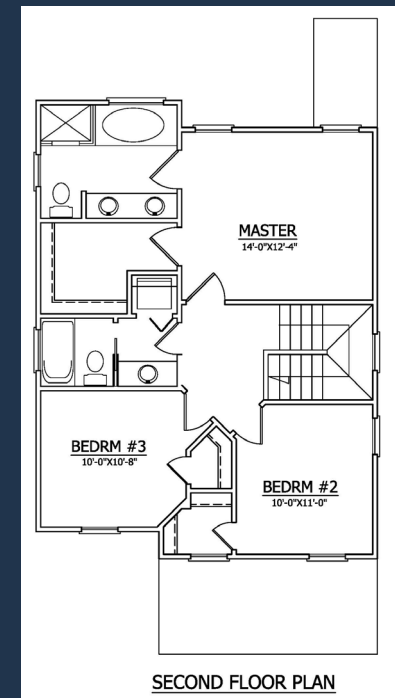 MASTER
14'-0"X12'-4"
BEDRM #3
10'-0"X10'-8"
BEDRM #2
10'-0"X11'-0"
SECOND FLOOR PLAN